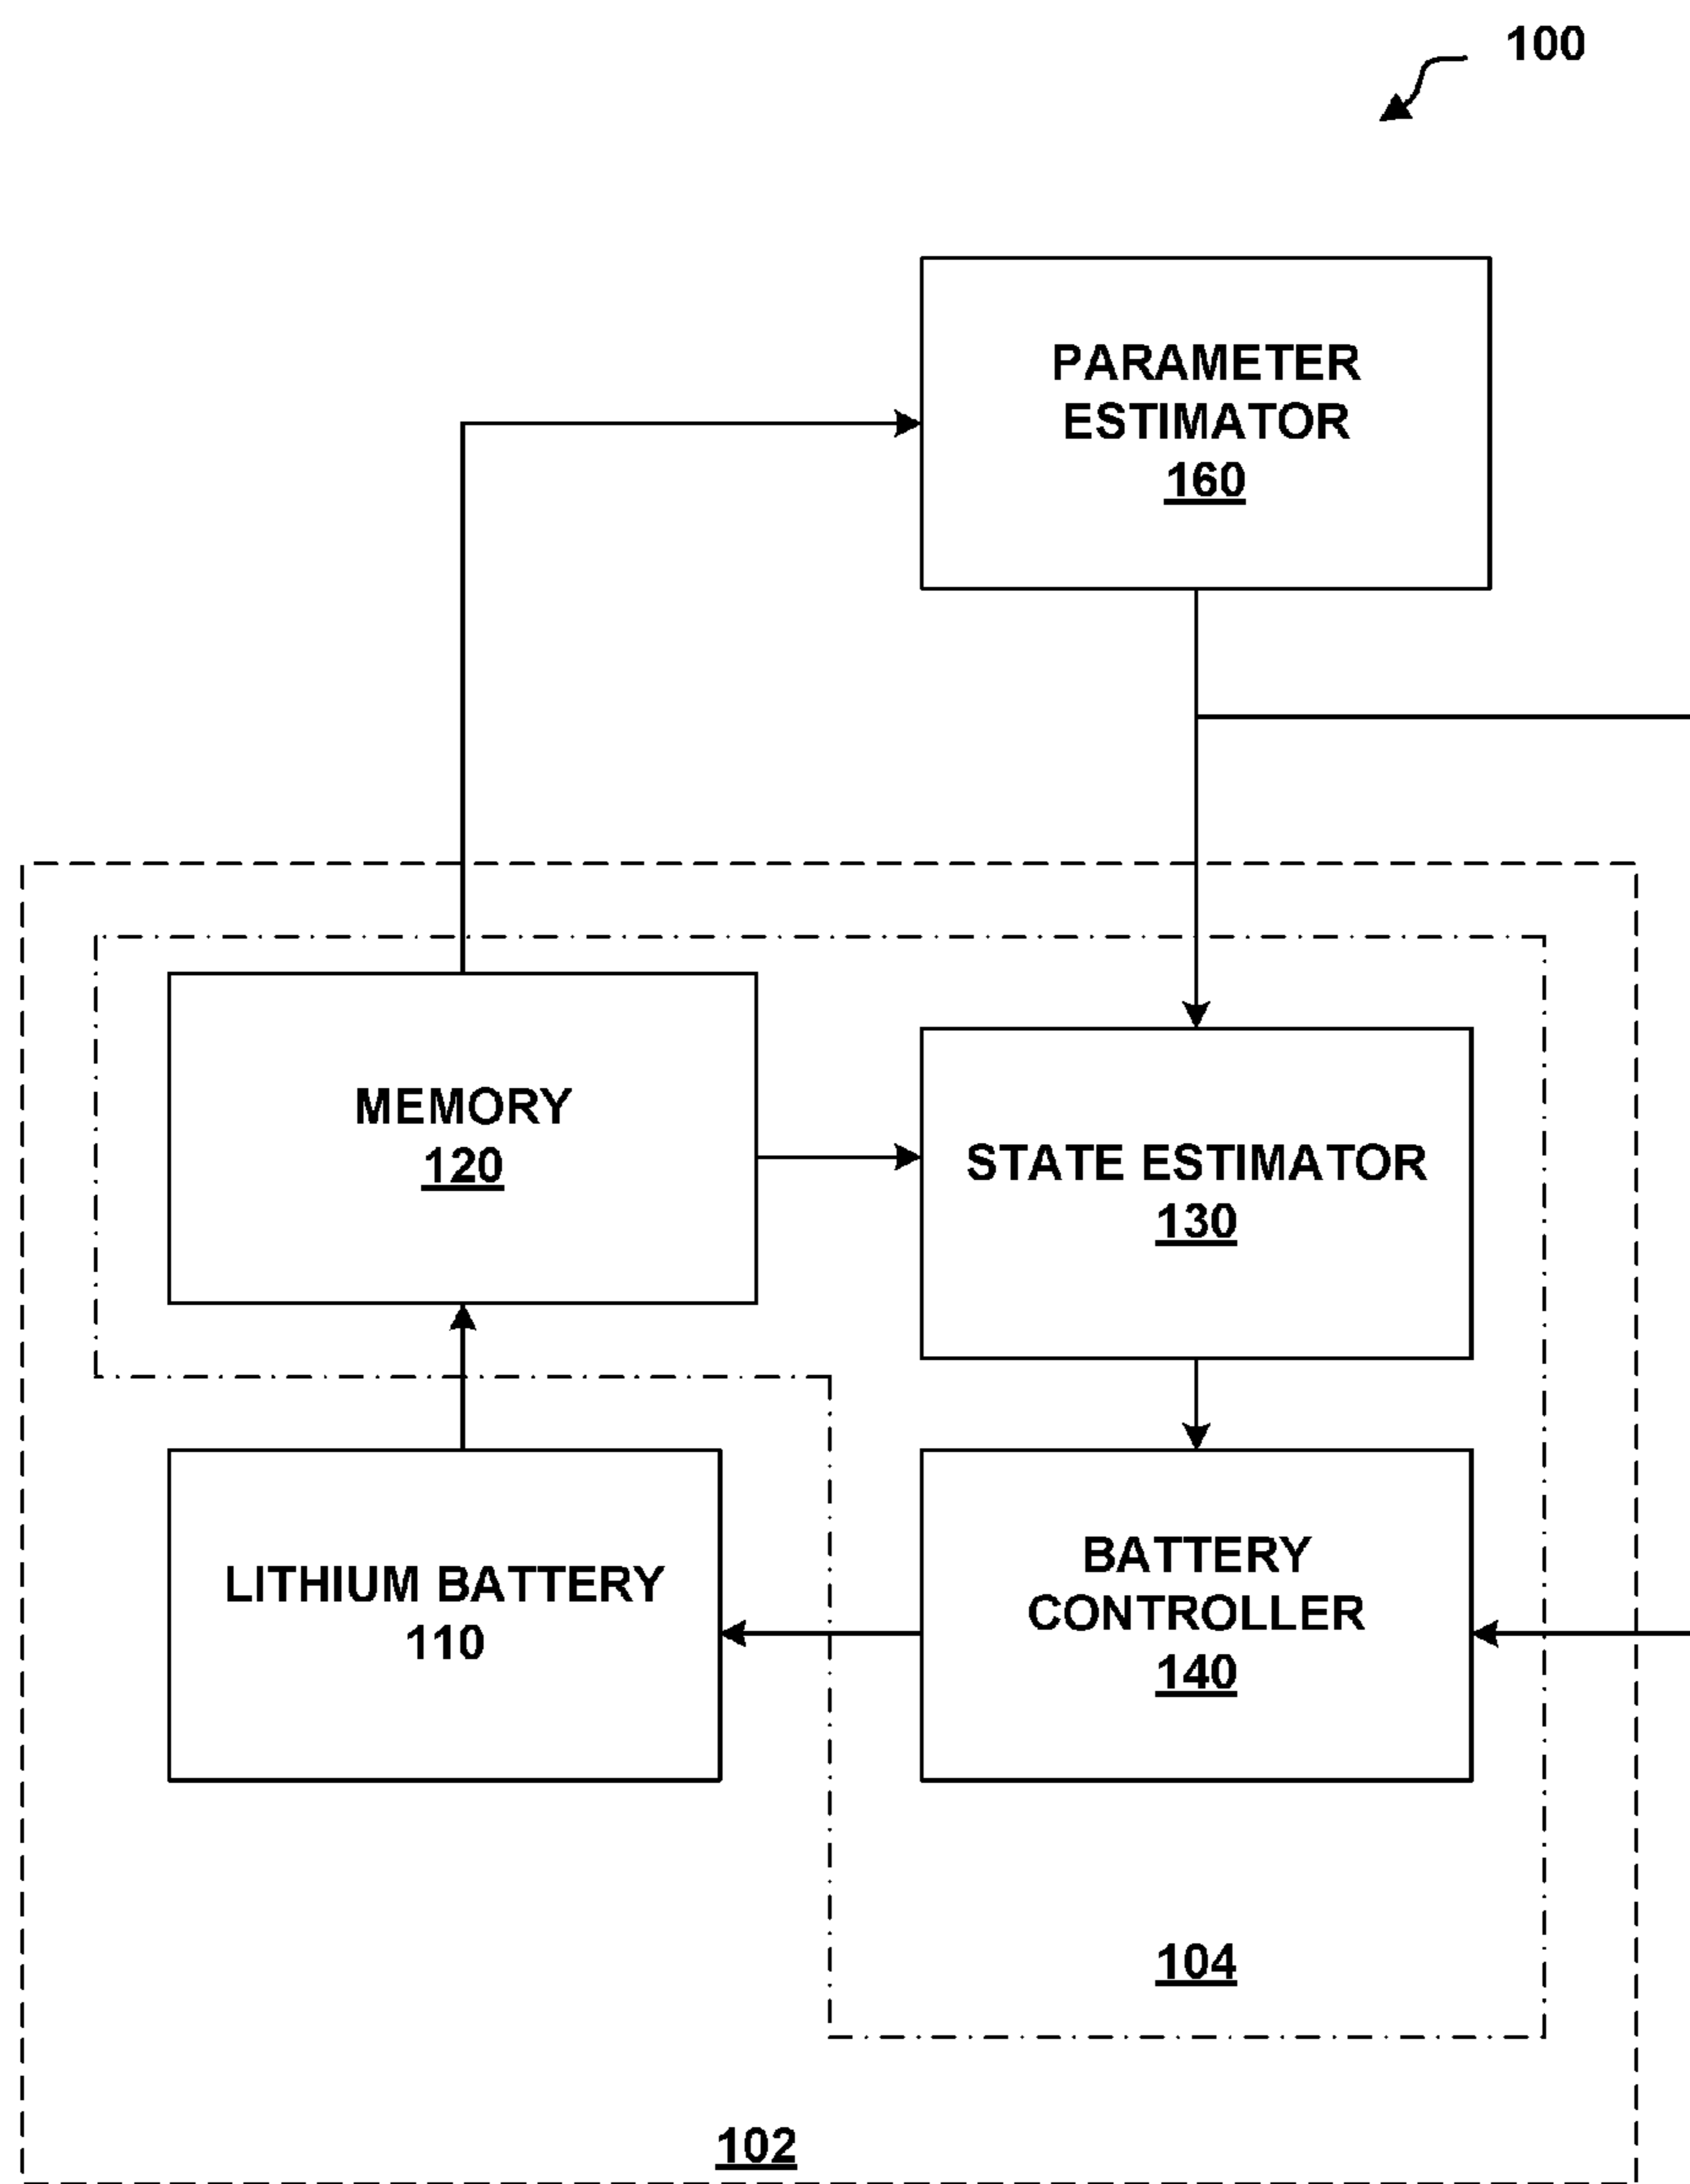 100
PARAMETER
ESTIMATOR
160
MEMORY
120
STATE ESTIMATOR
130
LITHIUM BATTERY
110
BATTERY
CONTROLLER
140
104
102